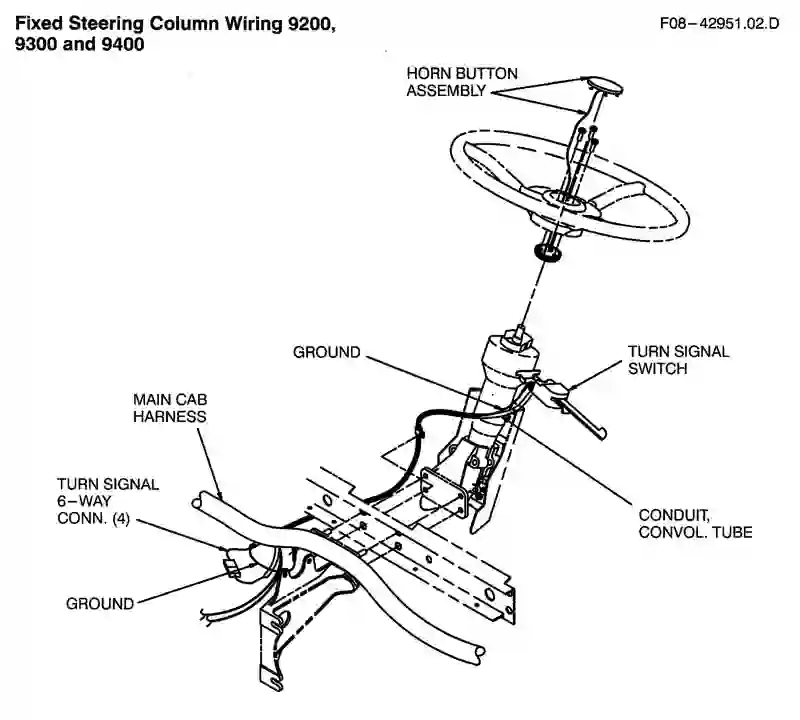 Fixed Steering Column Wiring 9200,
9300 and 9400
F08-42951.02.D
HORN BUTTON
ASSEMBLY
GROUND
TURN SIGNAL
SWITCH
MAIN CAB
HARNESS
TURN SIGNAL
6-WAY
CONN. (4)
CONDUIT,
CONVOL. TUBE
GROUND